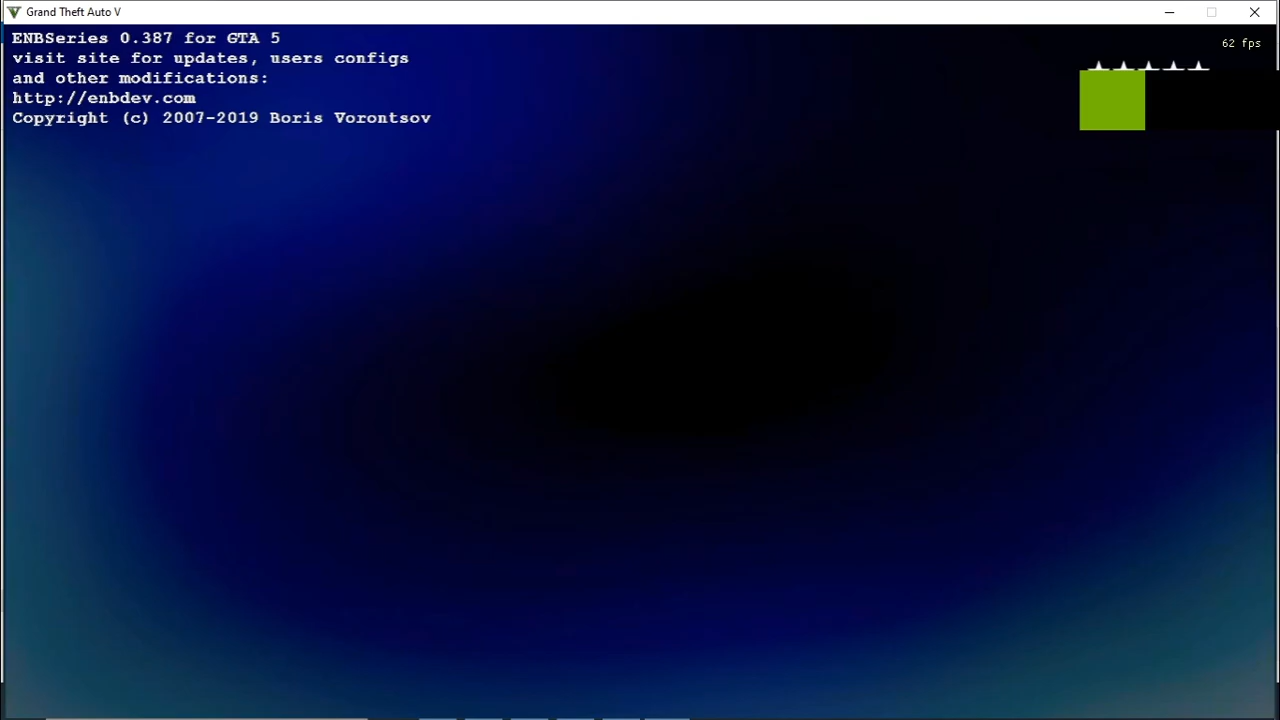 Grand Theft Auto V
ENBSeries 0.387 for GTA 5
visit site for updates, users configs
and other modifications:
http://enbdev.com
Copyright (c) 2007-2019 Boris Vorontsov
62 fps